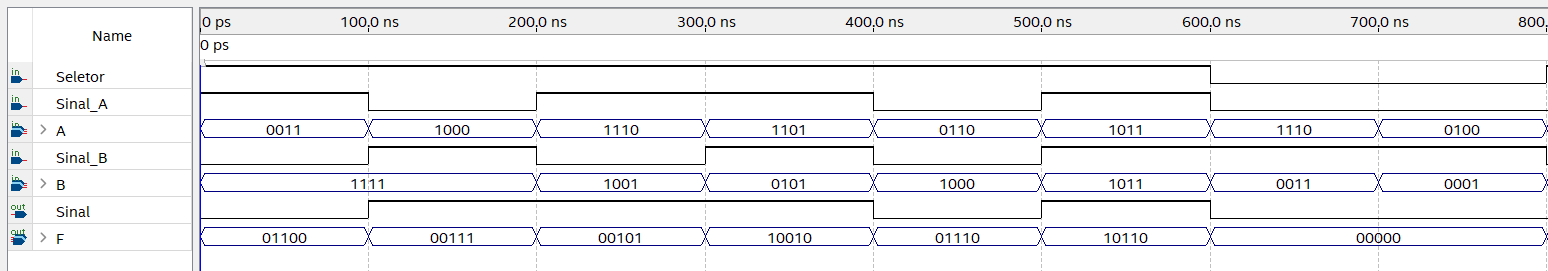 Name 0 ps 100.0 ns 200.0 ns 300.0 ns 400.0 ns 500.0 ns 600.0 ns 700.0 ns 800.
0 ps
in Seletor
in Sinal_A
in > A 0011 1000 1110 1101 0110 1011 1110 0100
in Sinal_B
in > B 1111 1001 0101 1000 1011 0011 0001
out Sinal
out > F 01100 00111 00101 10010 01110 10110 00000